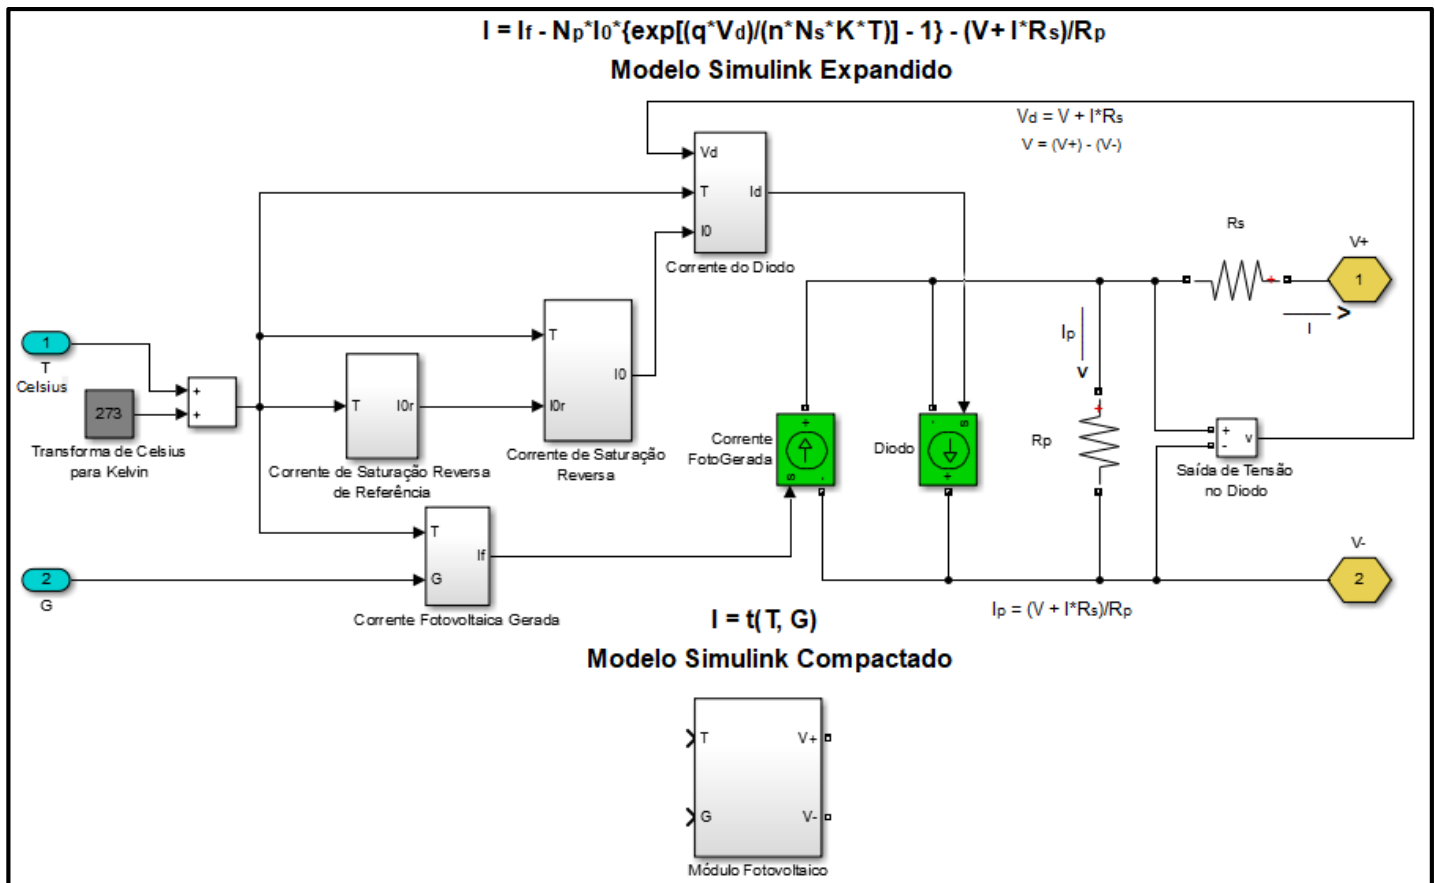 I = If - Np*I0*{exp[(q*Vd)/(n*Ns*K*T)] - 1} - (V+ I*Rs)/Rp
Modelo Simulink Expandido
Vd = V + I*Rs
V = (V+) - (V-)
Vd
T
Id
I0
Corrente do Diodo
Rs
V+
1
I
>
1
T
Celsius
273
Transforma de Celsius
para Kelvin
+
+
T
I0r
Corrente de Saturação Reversa
de Referência
T
I0
I0r
Corrente de Saturação
Reversa
T
If
G
Corrente Fotovoltaica Gerada
2
G
Corrente
FotoGerada
+
s
-
Diodo
-
s
+
Ip
v
+
Rp
+
-
v
Saída de Tensão
no Diodo
V-
2
Ip = (V + I*Rs)/Rp
I = t( T, G)
Modelo Simulink Compactado
T
V+
G
V-
Módulo Fotovoltaico